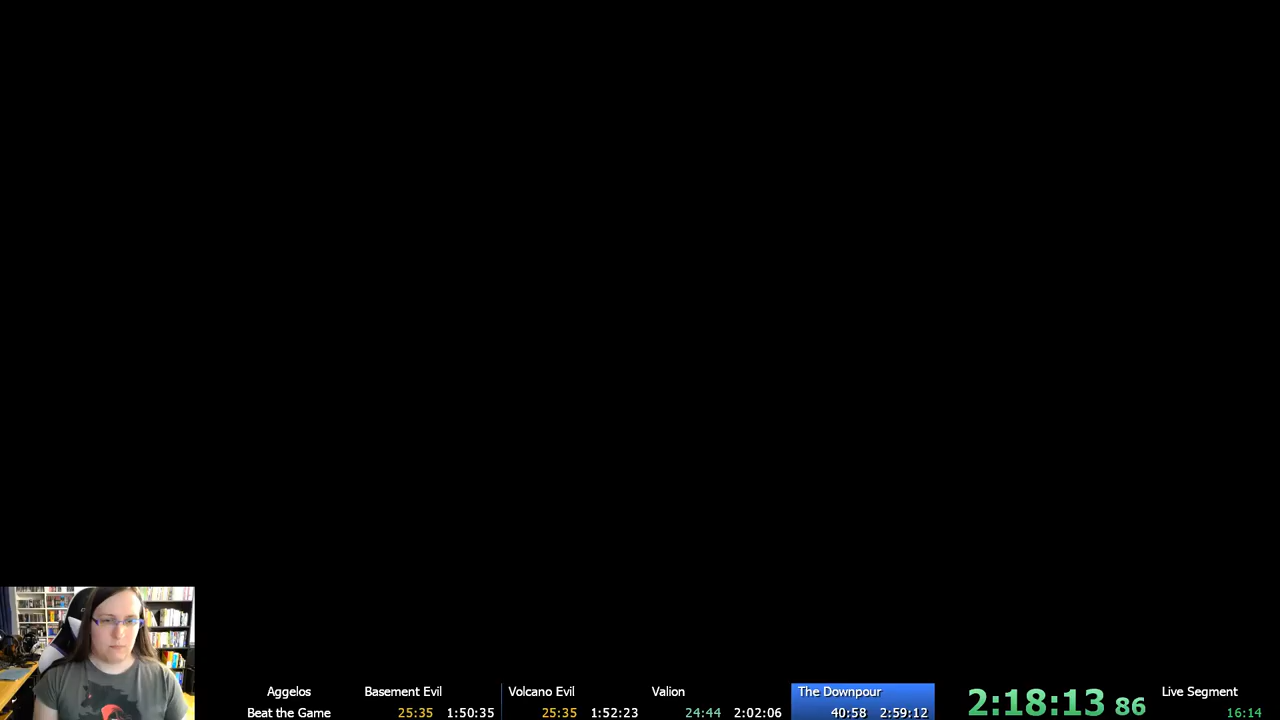 Aggelos
Beat the Game
Basement Evil
25:35 1:50:35
Volcano Evil
25:35 1:52:23
Valion
24:44 2:02:06
The Downpour
40:58 2:59:12
2:18:13 86
Live Segment
16:14